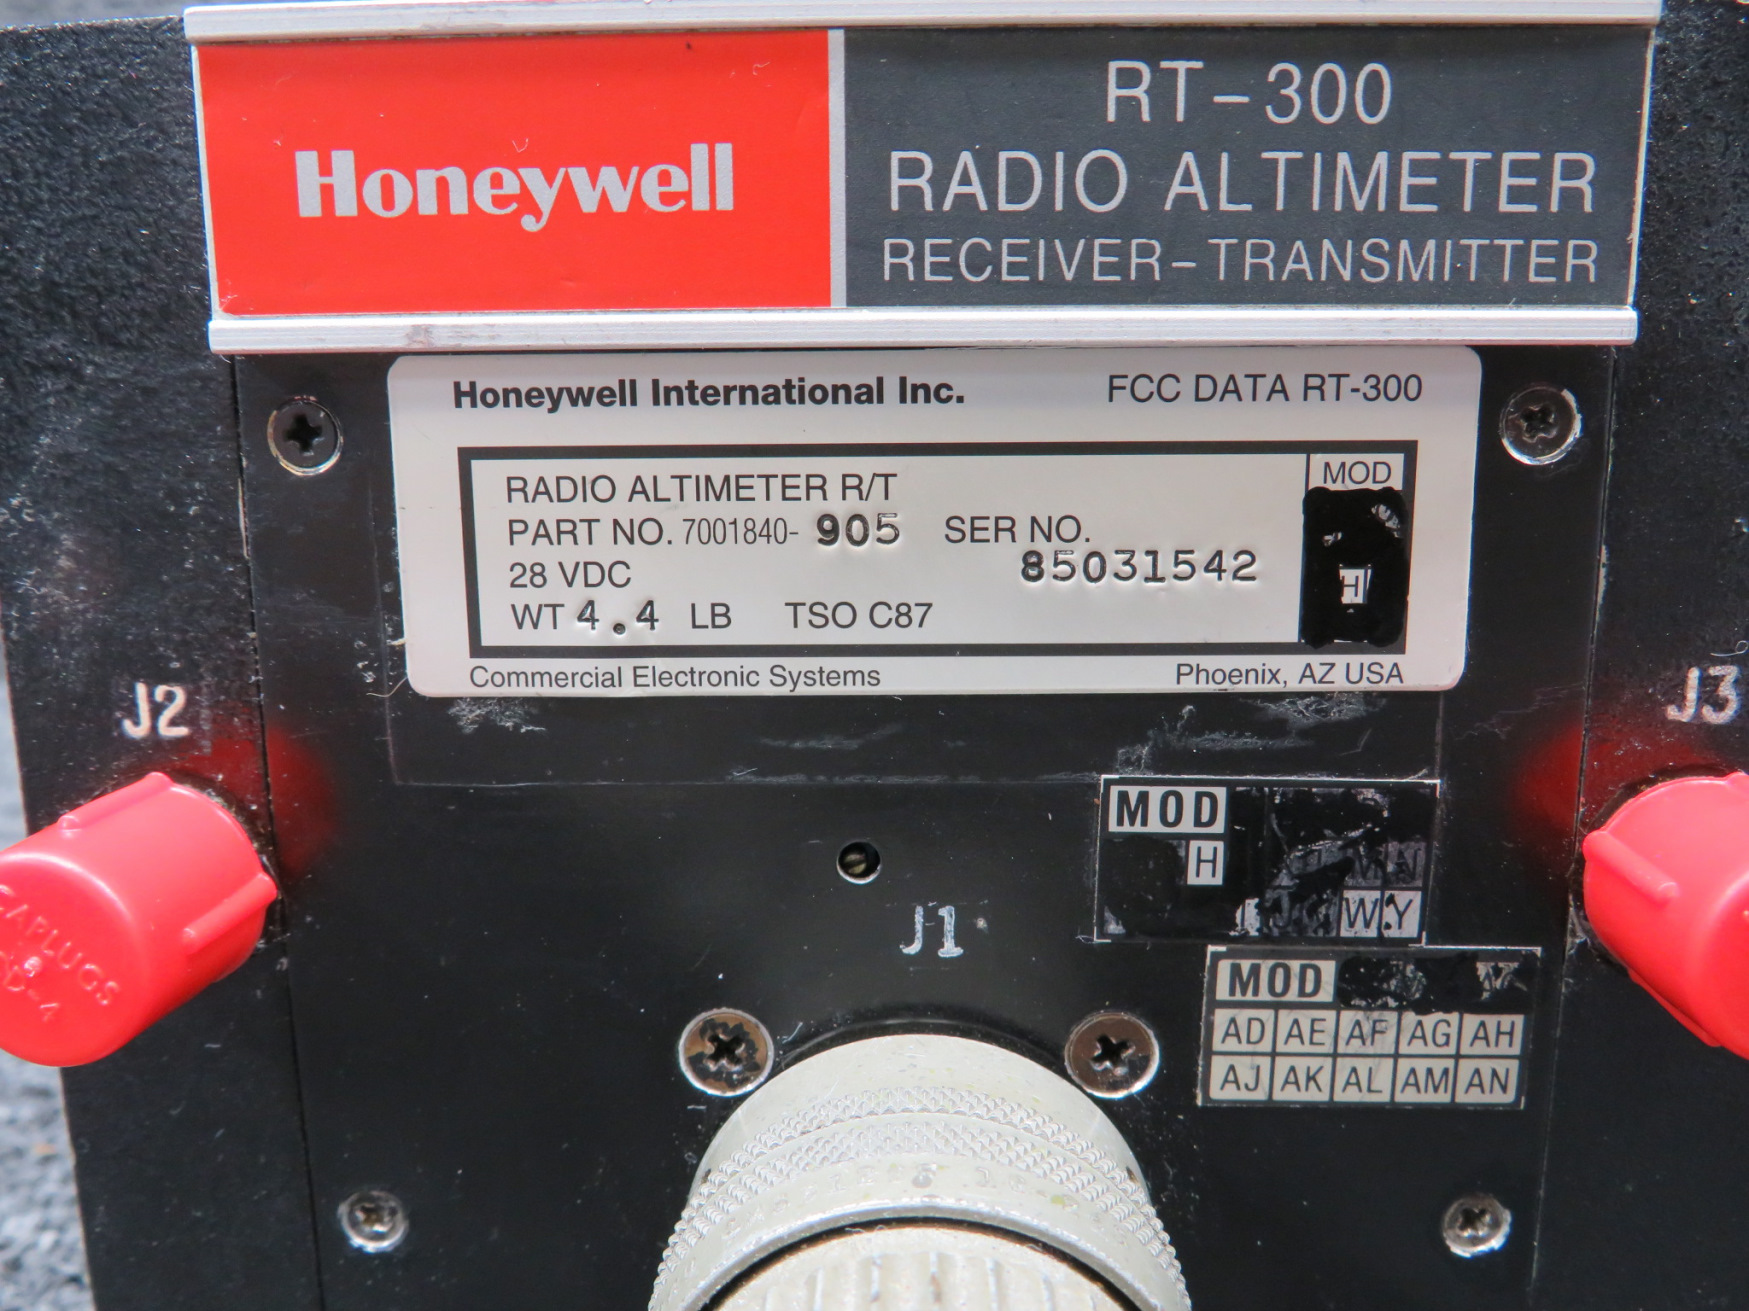 Honeywell
RT-300
RADIO ALTIMETER
RECEIVER-TRANSMITTER
Honeywell International Inc. FCC DATA RT-300
RADIO ALTIMETER R/T MOD
PART NO. 7001840-905 SER NO.
85031542
28 VDC H
WT 4.4 LB TSO C87
Commercial Electronic Systems Phoenix, AZ USA
J2
J3
MOD
H
W Y
J1
MOD
AD AE AF AG AH
AJ AK AL AM AN
CAPLUGS